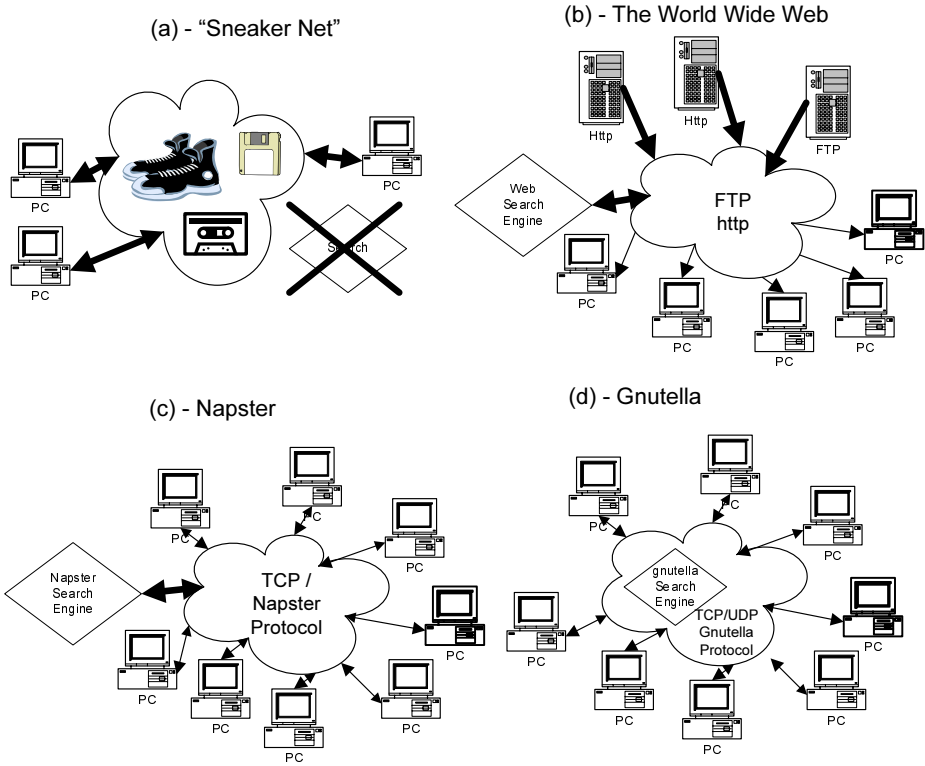 (a) - “Sneaker Net”
PC
PC
PC
Search
(b) - The World Wide Web
Http
Http
FTP
Web
Search
Engine
FTP
http
PC
PC
PC
PC
PC
(c) - Napster
PC
PC
PC
Napster
Search
Engine
TCP /
Napster
Protocol
PC
PC
PC
PC
PC
(d) - Gnutella
PC
PC
PC
gnutella
Search
Engine
TCP/UDP
Gnutella
Protocol
PC
PC
PC
PC
PC